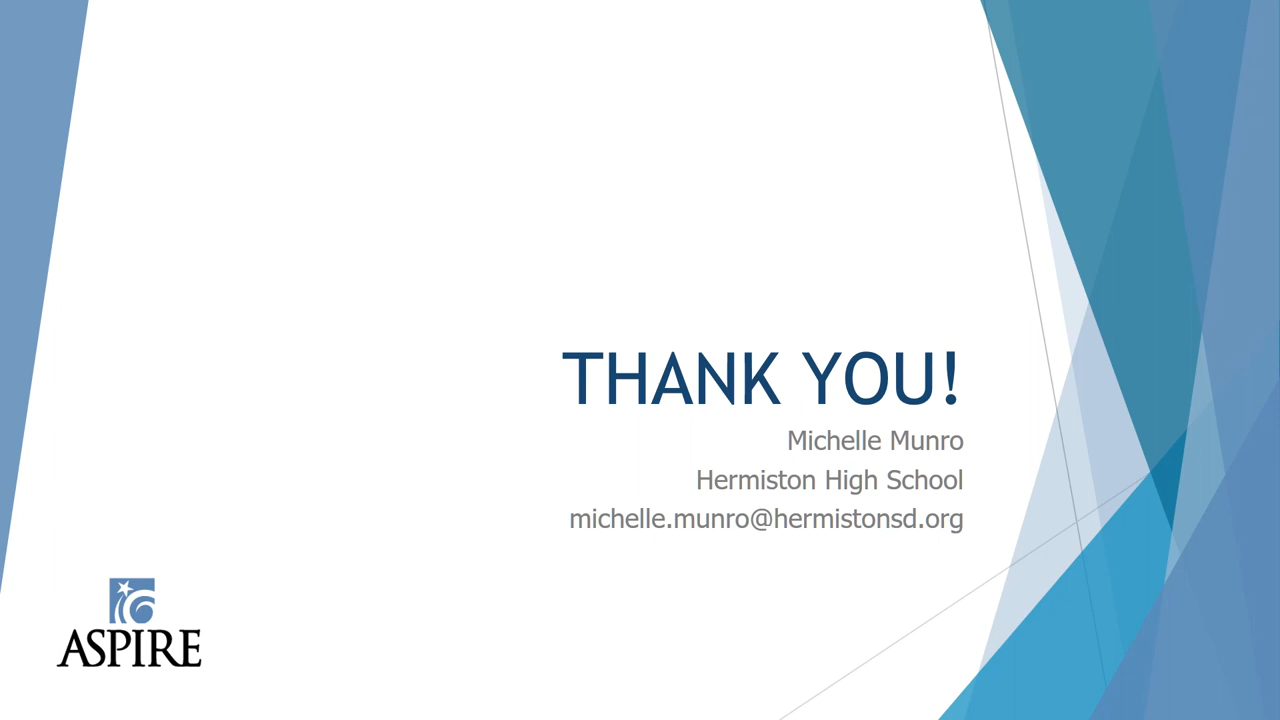 THANK YOU!
Michelle Munro
Hermiston High School
michelle.munro@hermistonsd.org
ASPIRE